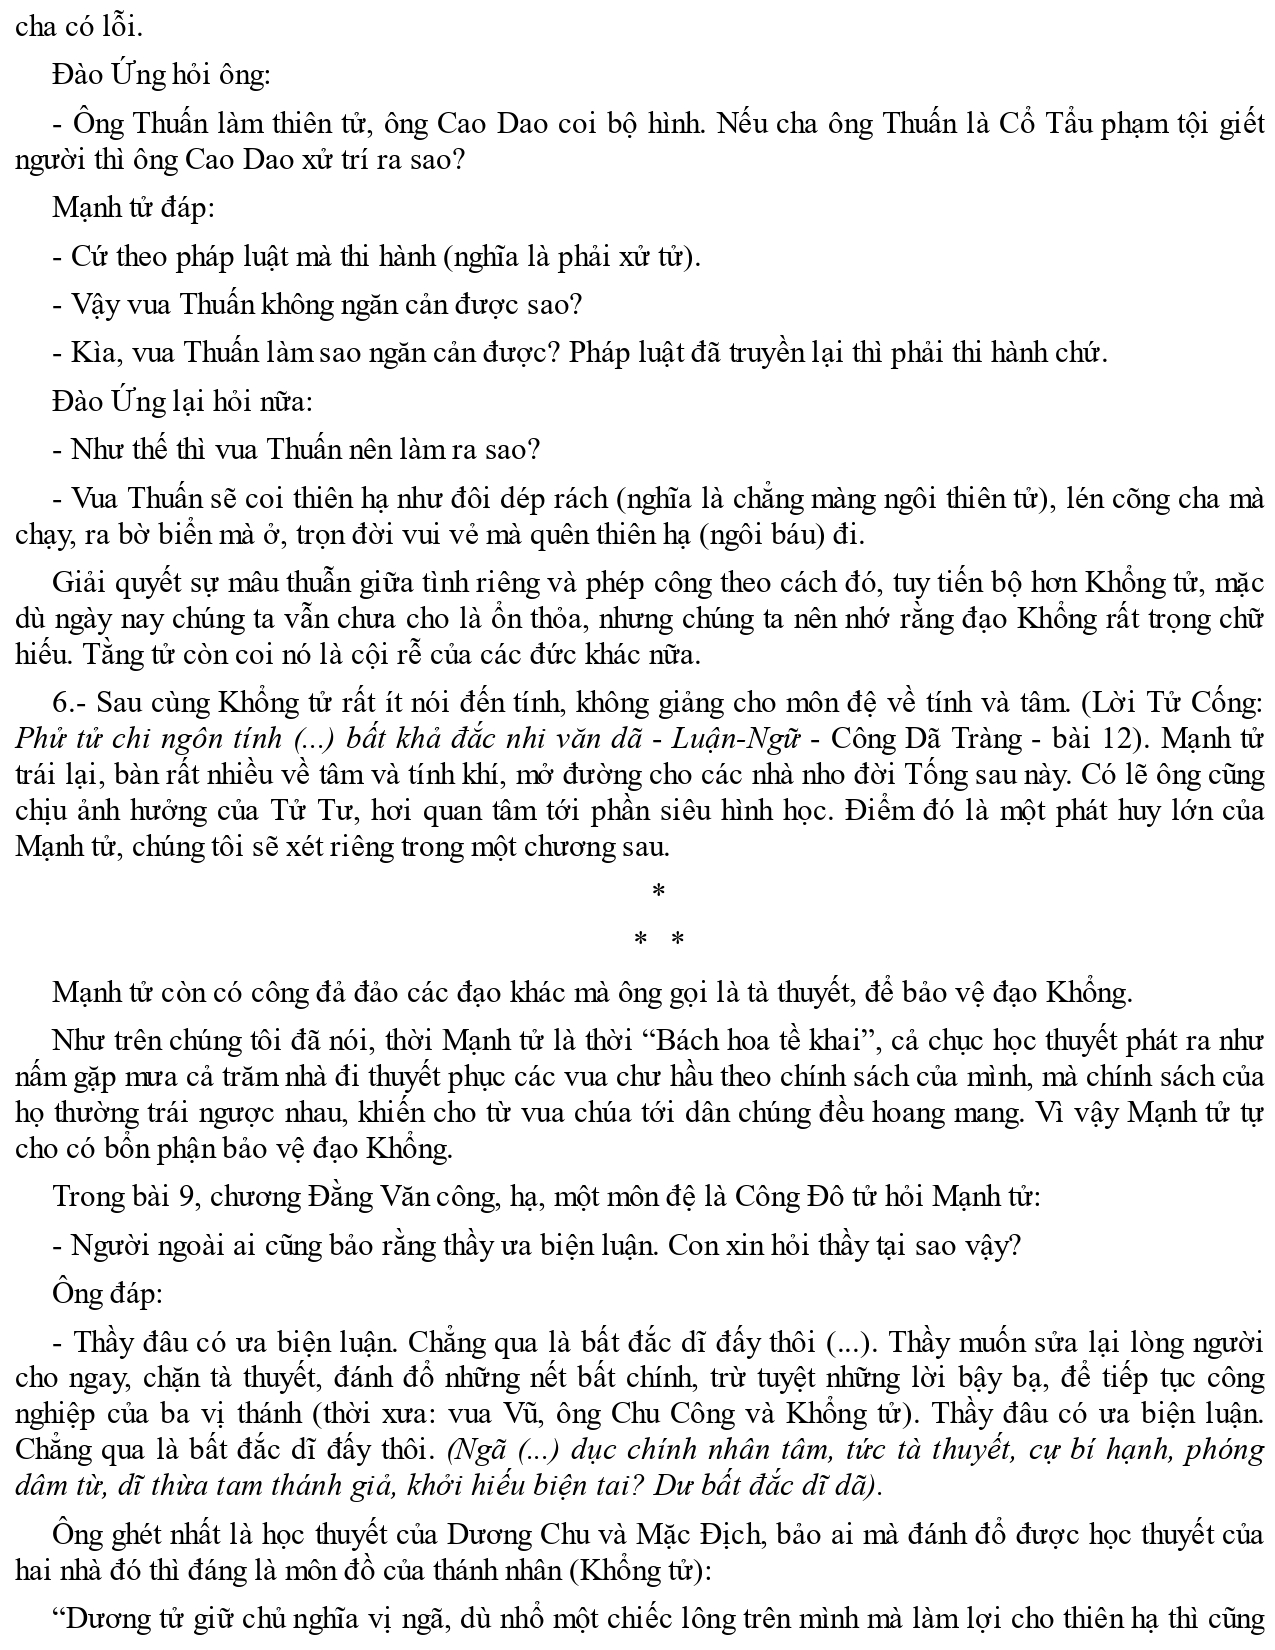 cha có lỗi.
Đào Ứng hỏi ông:
- Ông Thuấn làm thiên tử, ông Cao Dao coi bộ hình. Nếu cha ông Thuấn là Cổ Tẩu phạm tội giết
người thì ông Cao Dao xử trí ra sao?
Mạnh tử đáp:
- Cứ theo pháp luật mà thi hành (nghĩa là phải xử tử).
- Vậy vua Thuấn không ngăn cản được sao?
- Kìa, vua Thuấn làm sao ngăn cản được? Pháp luật đã truyền lại thì phải thi hành chứ.
Đào Ứng lại hỏi nữa:
- Như thế thì vua Thuấn nên làm ra sao?
- Vua Thuấn sẽ coi thiên hạ như đôi dép rách (nghĩa là chẳng màng ngôi thiên tử), lén cõng cha mà
chạy, ra bờ biển mà ở, trọn đời vui vẻ mà quên thiên hạ (ngôi báu) đi.
Giải quyết sự mâu thuẫn giữa tình riêng và phép công theo cách đó, tuy tiến bộ hơn Khổng tử, mặc
dù ngày nay chúng ta vẫn chưa cho là ổn thỏa, nhưng chúng ta nên nhớ rằng đạo Khổng rất trọng chữ
hiếu. Tằng tử còn coi nó là cội rễ của các đức khác nữa.
6.- Sau cùng Khổng tử rất ít nói đến tính, không giảng cho môn đệ về tính và tâm. (Lời Tử Cống:
Phử tử chi ngôn tính (...) bất khả đắc nhi văn dã - Luận-Ngữ - Công Dã Tràng - bài 12). Mạnh tử
trái lại, bàn rất nhiều về tâm và tính khí, mở đường cho các nhà nho đời Tống sau này. Có lẽ ông cũng
chịu ảnh hưởng của Tử Tư, hơi quan tâm tới phần siêu hình học. Điểm đó là một phát huy lớn của
Mạnh tử, chúng tôi sẽ xét riêng trong một chương sau.
*
* *
Mạnh tử còn có công đả đảo các đạo khác mà ông gọi là tà thuyết, để bảo vệ đạo Khổng.
Như trên chúng tôi đã nói, thời Mạnh tử là thời “Bách hoa tề khai”, cả chục học thuyết phát ra như
nấm gặp mưa cả trăm nhà đi thuyết phục các vua chư hầu theo chính sách của mình, mà chính sách của
họ thường trái ngược nhau, khiến cho từ vua chúa tới dân chúng đều hoang mang. Vì vậy Mạnh tử tự
cho có bổn phận bảo vệ đạo Khổng.
Trong bài 9, chương Đằng Văn công, hạ, một môn đệ là Công Đô tử hỏi Mạnh tử:
- Người ngoài ai cũng bảo rằng thầy ưa biện luận. Con xin hỏi thầy tại sao vậy?
Ông đáp:
- Thầy đâu có ưa biện luận. Chẳng qua là bất đắc dĩ đấy thôi (...). Thầy muốn sửa lại lòng người
cho ngay, chặn tà thuyết, đánh đổ những nết bất chính, trừ tuyệt những lời bậy bạ, để tiếp tục công
nghiệp của ba vị thánh (thời xưa: vua Vũ, ông Chu Công và Khổng tử). Thầy đâu có ưa biện luận.
Chẳng qua là bất đắc dĩ đấy thôi. (Ngã (...) dục chính nhân tâm, tức tà thuyết, cự bí hạnh, phóng
dâm từ, dĩ thừa tam thánh giả, khởi hiếu biện tai? Dư bất đắc dĩ dã).
Ông ghét nhất là học thuyết của Dương Chu và Mặc Địch, bảo ai mà đánh đổ được học thuyết của
hai nhà đó thì đáng là môn đồ của thánh nhân (Khổng tử):
“Dương tử giữ chủ nghĩa vị ngã, dù nhổ một chiếc lông trên mình mà làm lợi cho thiên hạ thì cũng